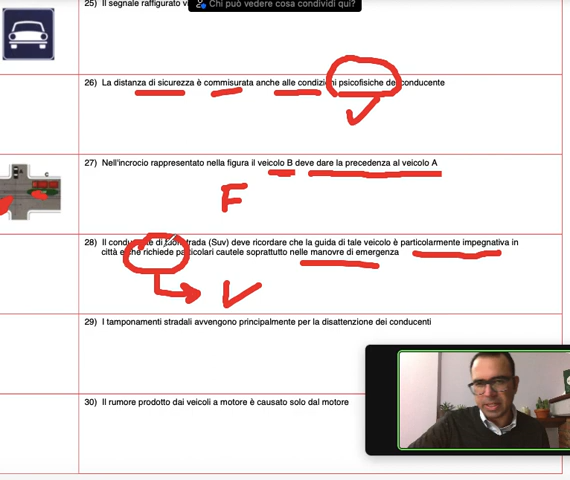 25) Il segnale raffigurato
Chi può vedere cosa condividi qui?
26) La distanza di sicurezza è commisurata anche alle condizioni psicofisiche del conducente
27) Nell'incrocio rappresentato nella figura il veicolo B deve dare la precedenza al veicolo A
C
F
28) Il di (Suv) deve ricordare che la guida di tale veicolo è particolarmente impegnativa in
città e che richiede particolari cautele soprattutto nelle manovre di emergenza
V
29) I tamponamenti stradali avvengono principalmente per la disattenzione dei conducenti
30) Il rumore prodotto dai veicoli a motore è causato solo dal motore